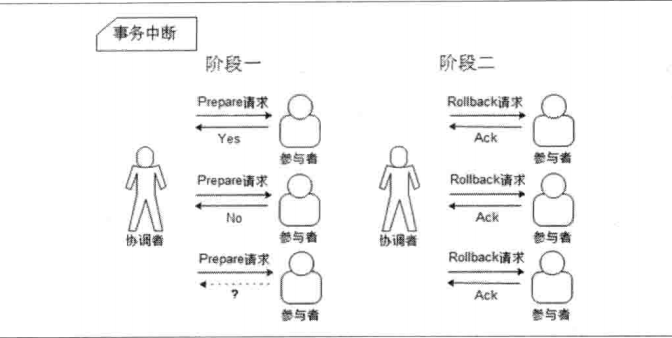 事务中断
阶段一
阶段二
Prepare请求
Yes
参与者
Prepare请求
No
参与者
协调者
Prepare请求
?
参与者
Rollback请求
Ack
参与者
Rollback请求
Ack
参与者
协调者
Rollback请求
Ack
参与者